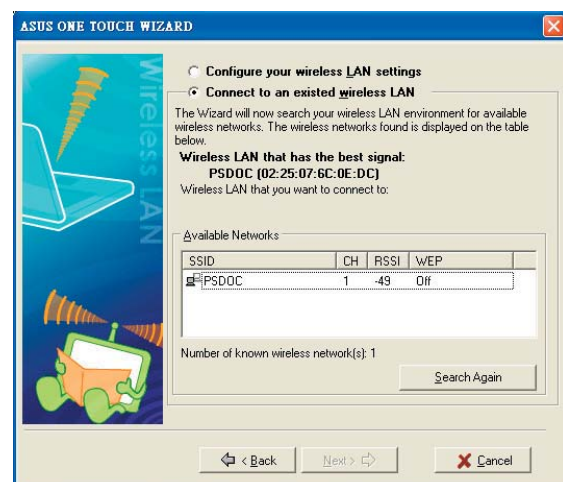 ASUS ONE TOUCH WIZARD
Wireless LAN
Configure your wireless LAN settings
Connect to an existed wireless LAN
The Wizard will now search your wireless LAN environment for available
wireless networks. The wireless networks found is displayed on the table
below.
Wireless LAN that has the best signal:
PSDOC (02:25:07:6C:0E:DC)
Wireless LAN that you want to connect to:
Available Networks
SSID CH RSSI WEP
PSDOC 1 -49 Off
Number of known wireless network(s): 1
Search Again
< Back Next > Cancel